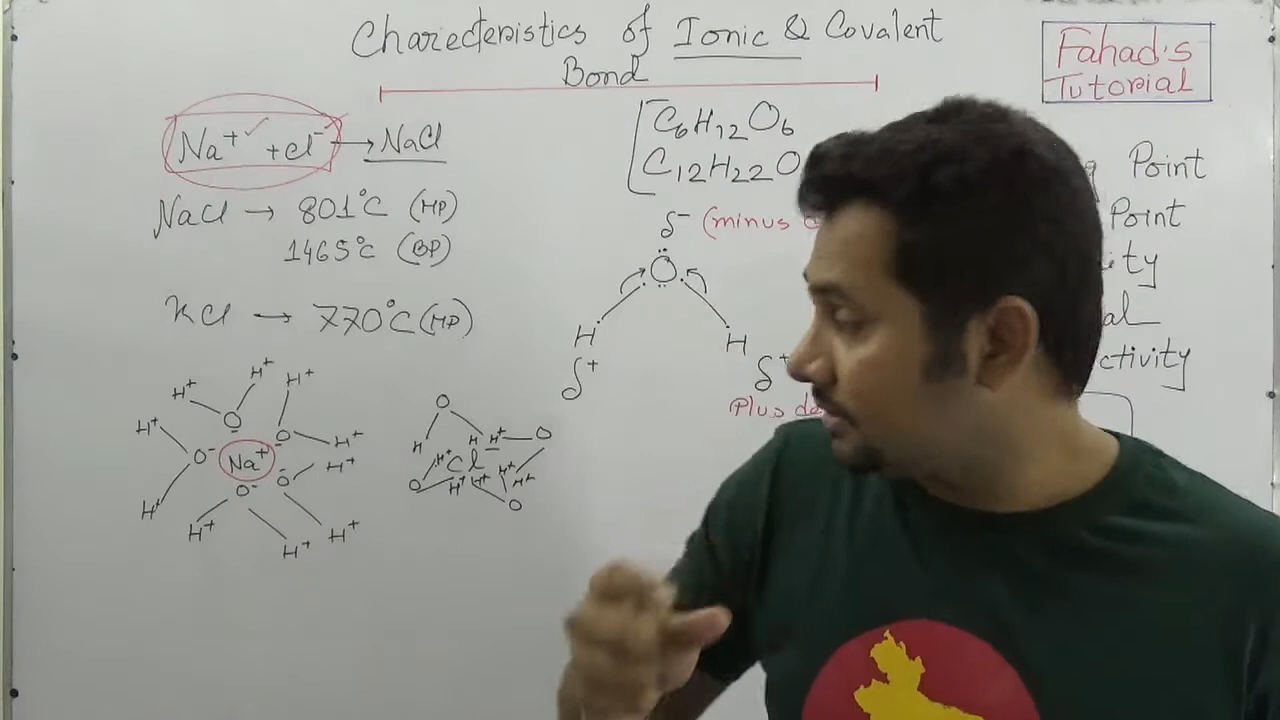 Charecteristics of Ionic & Covalent
Bond
Fahad's
Tutorial
Na⁺ + Cl⁻ → NaCl
NaCl → 801°C (MP)
1465°C (BP)
KCl → 770°C (MP)
C₆H₁₂O₆
C₁₂H₂₂O
Point
Point
δ⁻ (minus
O
H H
δ⁺ δ⁺
Plus
H⁺ H⁺ H⁺
H⁺ O O H⁺
O⁻ Na⁺ O⁻ H⁺
H⁺ O⁻
H⁺ H⁺ H⁺
O
H H H⁺ O
H⁺ Cl H⁺
O H⁺ H⁺ H⁺
O